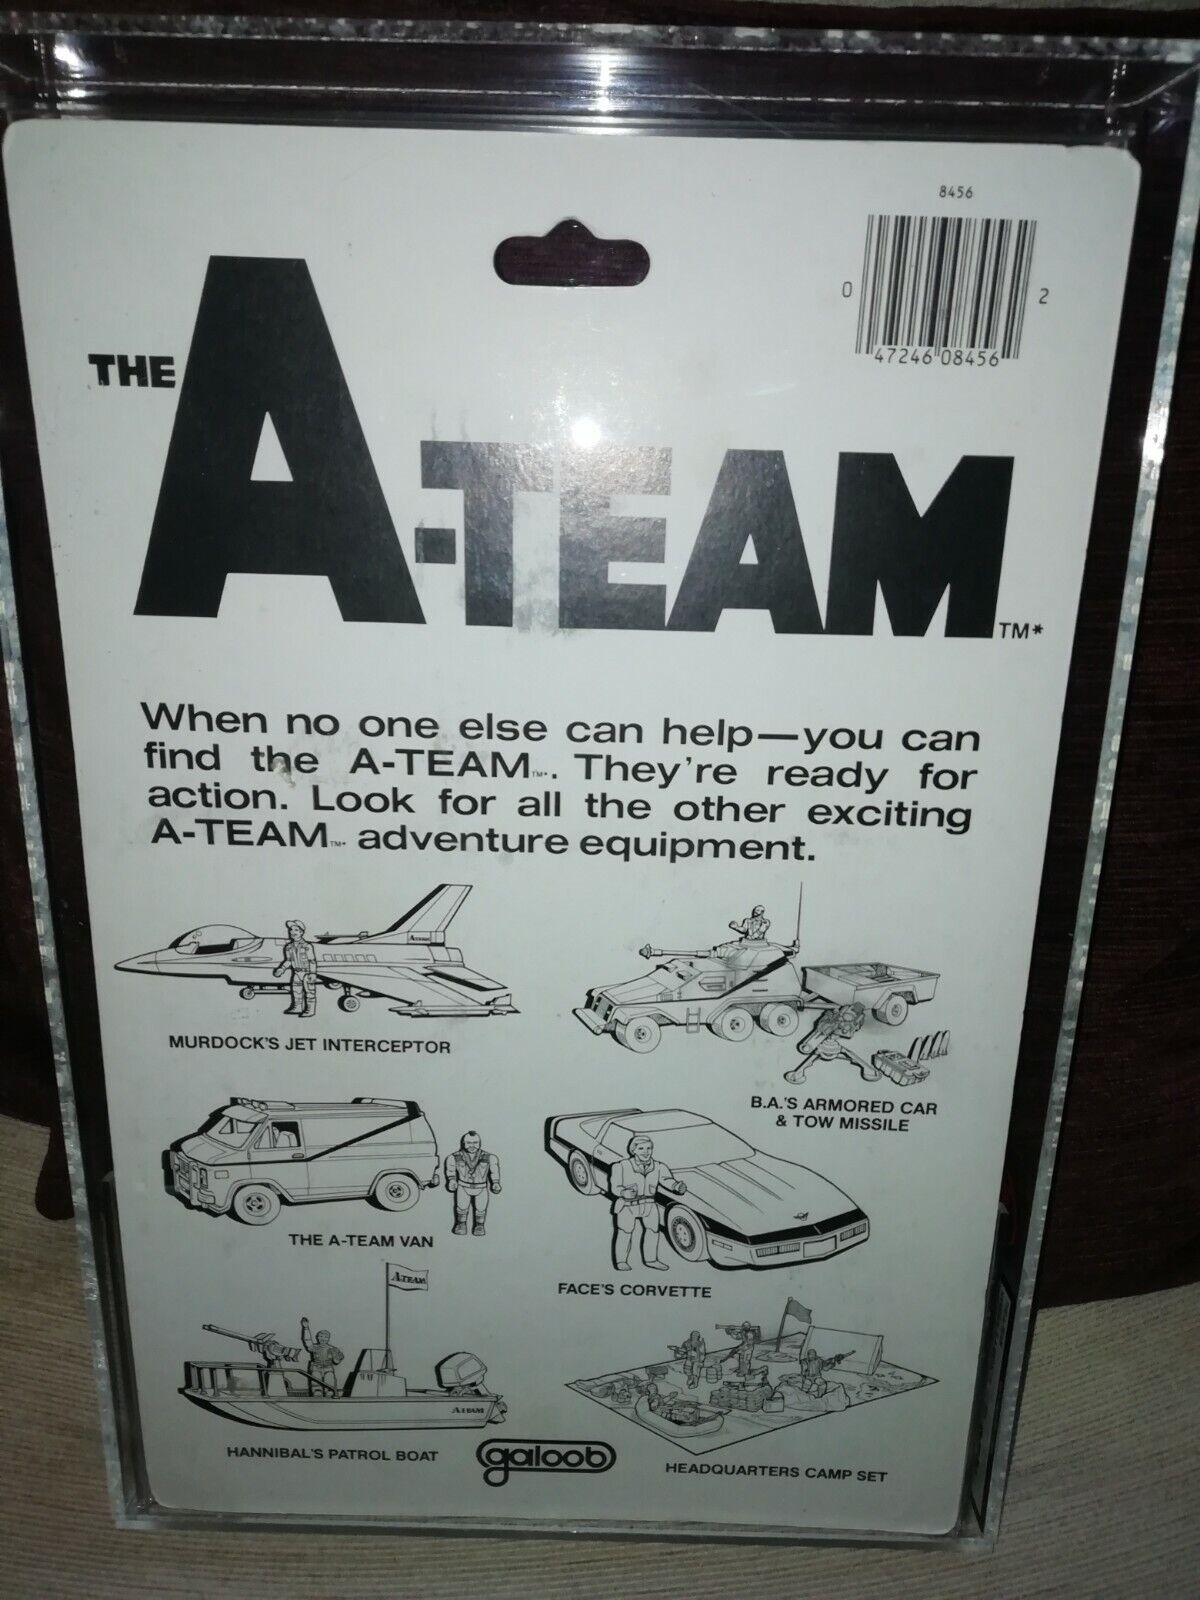 8456
0 47246 08456 2
THE A-TEAM TM*
When no one else can help—you can
find the A-TEAM™*. They're ready for
action. Look for all the other exciting
A-TEAM™* adventure equipment.
MURDOCK'S JET INTERCEPTOR
B.A.'S ARMORED CAR
& TOW MISSILE
THE A-TEAM VAN
FACE'S CORVETTE
A-TEAM
A-TEAM
HANNIBAL'S PATROL BOAT
galoob
HEADQUARTERS CAMP SET